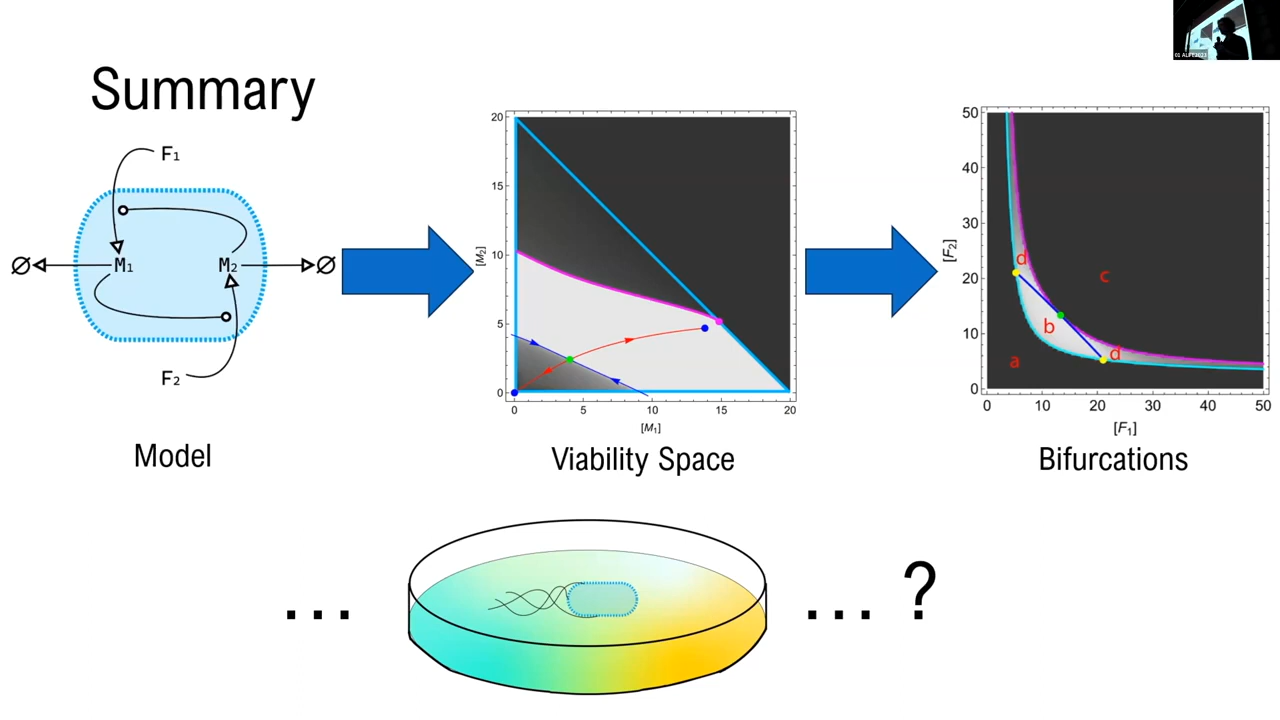 Summary
F₁
∅
M₁
M₂
∅
F₂
Model
20
15
10
5
0
[M₂]
0
5
10
15
20
[M₁]
Viability Space
50
40
30
20
10
0
[F₂]
d
c
b
d
a
0
10
20
30
40
50
[F₁]
Bifurcations
...
... ?